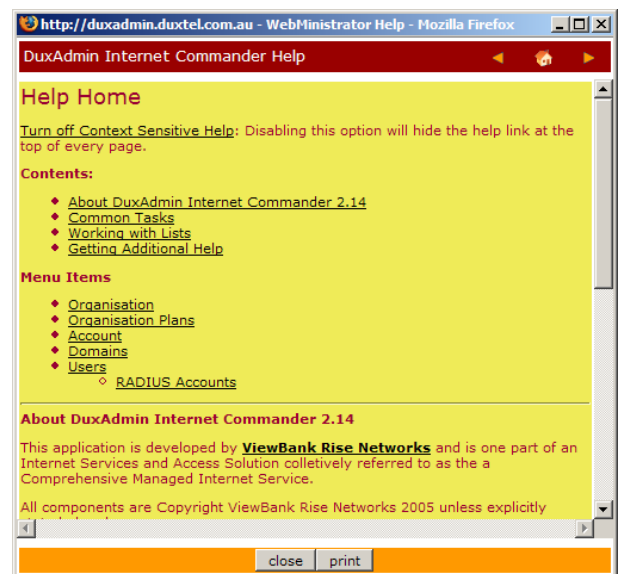 http://duxadmin.duxtel.com.au - WebMinistrator Help - Mozilla Firefox
DuxAdmin Internet Commander Help
Help Home
Turn off Context Sensitive Help: Disabling this option will hide the help link at the
top of every page.
Contents:
About DuxAdmin Internet Commander 2.14
Common Tasks
Working with Lists
Getting Additional Help
Menu Items
Organisation
Organisation Plans
Account
Domains
Users
RADIUS Accounts
About DuxAdmin Internet Commander 2.14
This application is developed by ViewBank Rise Networks and is one part of an
Internet Services and Access Solution colletively referred to as the a
Comprehensive Managed Internet Service.
All components are Copyright ViewBank Rise Networks 2005 unless explicitly
close print